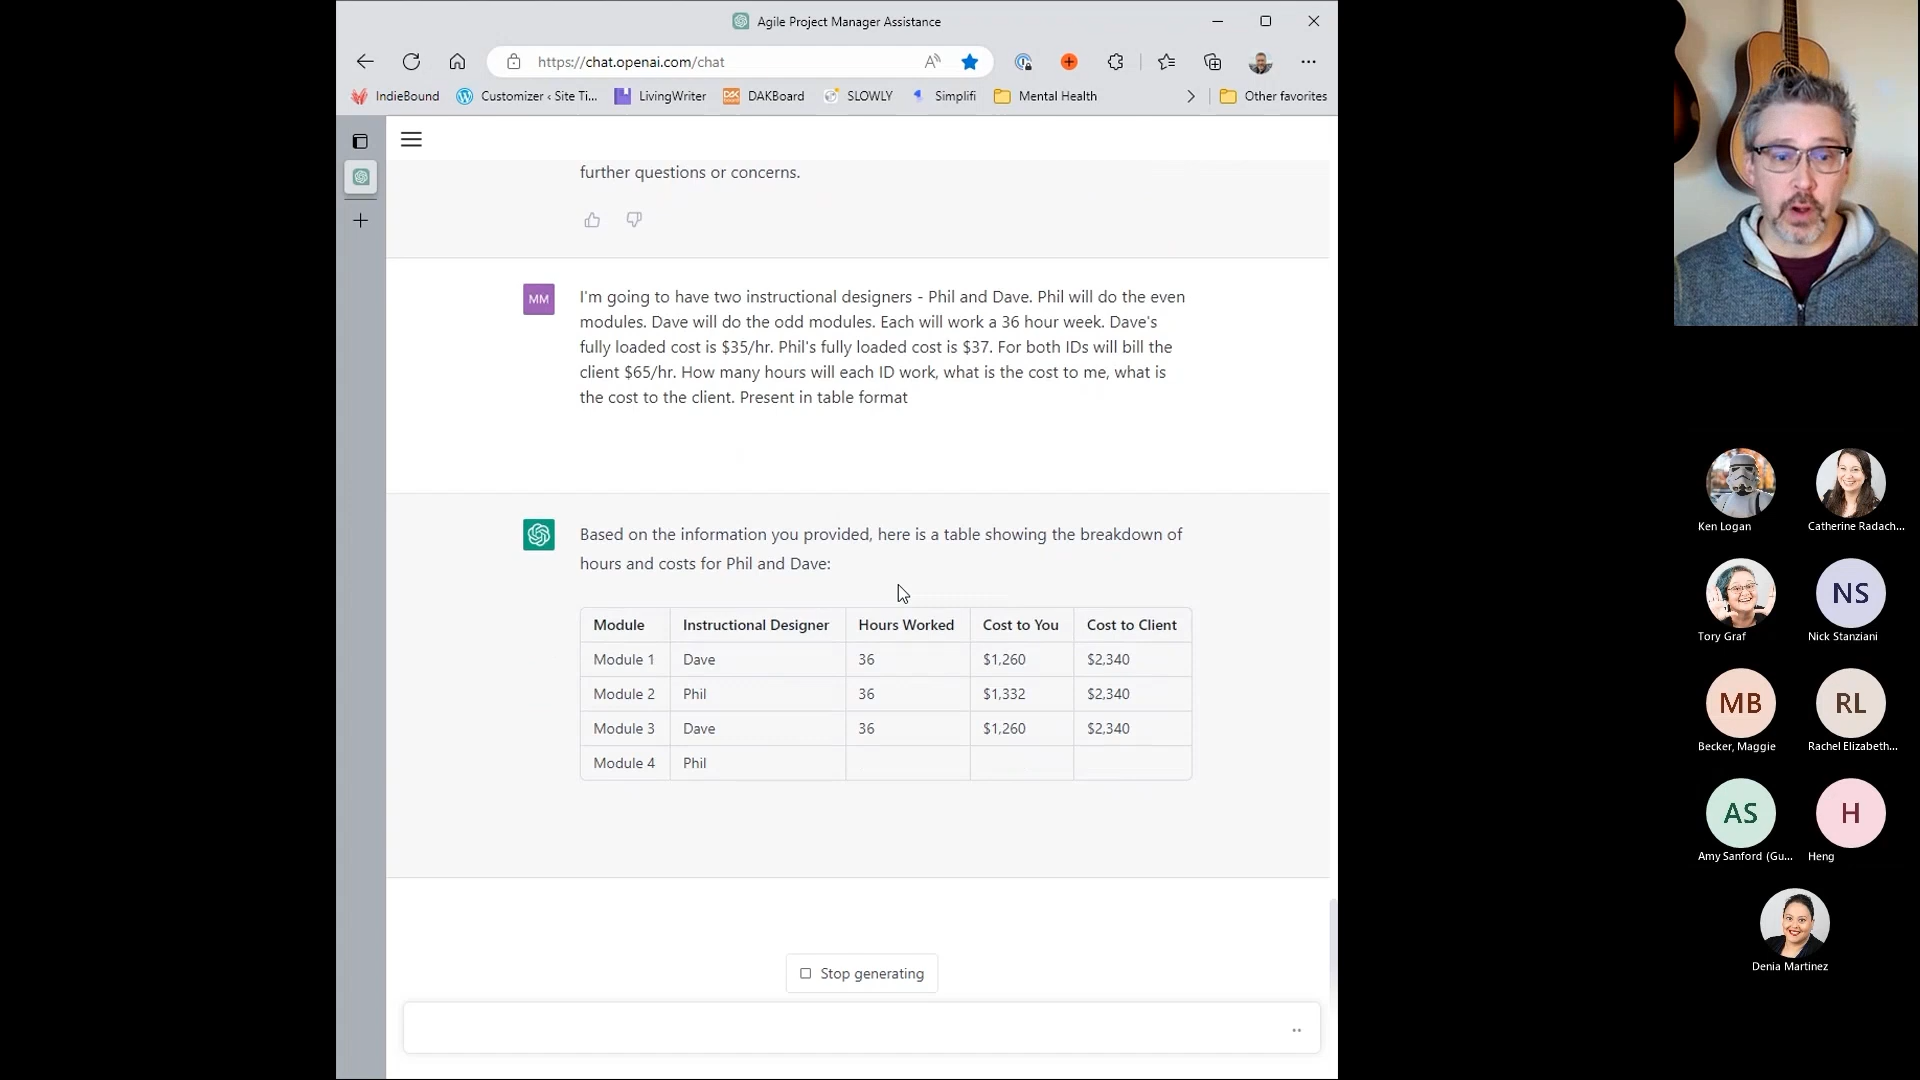 Agile Project Manager Assistance
https://chat.openai.com/chat
IndieBound
Customizer ‹ Site Ti...
LivingWriter
DAKBoard
SLOWLY
Simplifi
Mental Health
Other favorites
further questions or concerns.
MM
I'm going to have two instructional designers - Phil and Dave. Phil will do the even
modules. Dave will do the odd modules. Each will work a 36 hour week. Dave's
fully loaded cost is $35/hr. Phil's fully loaded cost is $37. For both IDs will bill the
client $65/hr. How many hours will each ID work, what is the cost to me, what is
the cost to the client. Present in table format
Based on the information you provided, here is a table showing the breakdown of
hours and costs for Phil and Dave:
Module Instructional Designer Hours Worked Cost to You Cost to Client
Module 1 Dave 36 $1,260 $2,340
Module 2 Phil 36 $1,332 $2,340
Module 3 Dave 36 $1,260 $2,340
Module 4 Phil
Stop generating
Ken Logan
Catherine Radach...
Tory Graf
NS
Nick Stanziani
MB
Becker, Maggie
RL
Rachel Elizabeth...
AS
Amy Sanford (Gu...
H
Heng
Denia Martinez